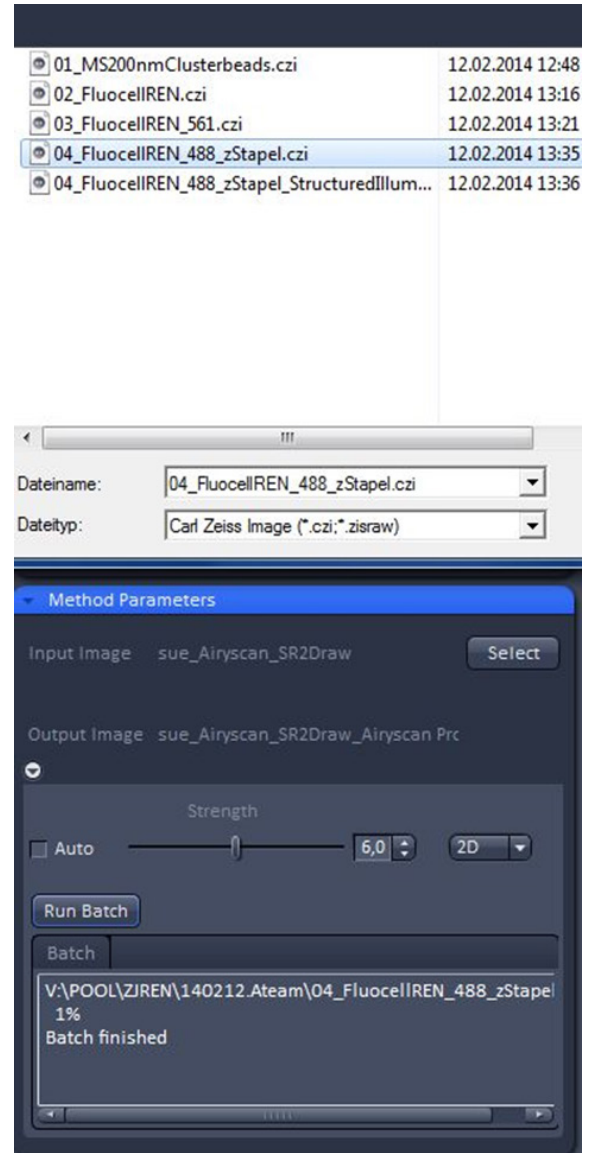 01_MS200nmClusterbeads.czi 12.02.2014 12:48
02_FluocellREN.czi 12.02.2014 13:16
03_FluocellREN_561.czi 12.02.2014 13:21
04_FluocellREN_488_zStapel.czi 12.02.2014 13:35
04_FluocellREN_488_zStapel_StructuredIllum... 12.02.2014 13:36
Dateiname: 04_FluocellREN_488_zStapel.czi
Dateityp: Carl Zeiss Image (*.czi;*.zisraw)
Method Parameters
Input Image sue_Airyscan_SR2Draw Select
Output Image sue_Airyscan_SR2Draw_Airyscan Prc
Strength
Auto 6,0 2D
Run Batch
Batch
V:\POOL\ZJREN\140212.Ateam\04_FluocellREN_488_zStapel
1%
Batch finished